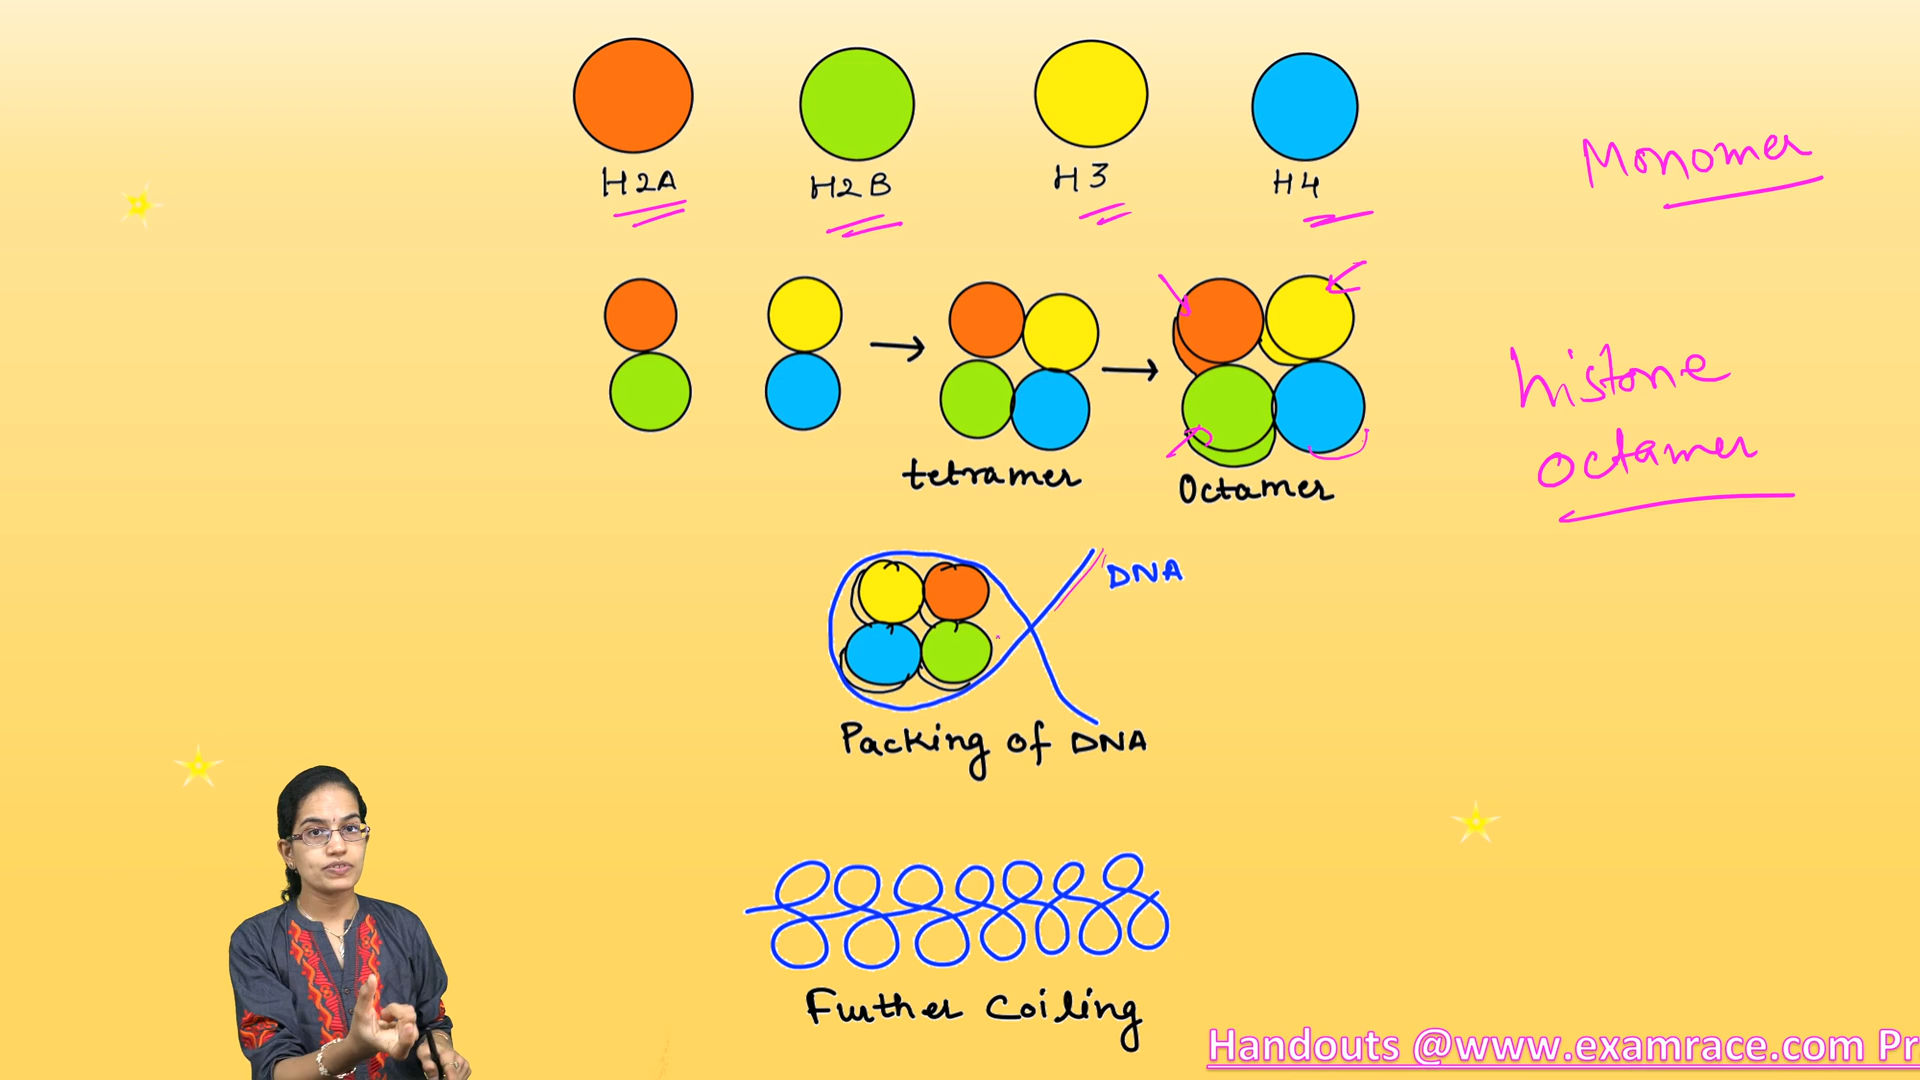 H2A H2B H3 H4
Monomer
histone
octamer
tetramer
Octamer
DNA
Packing of DNA
Further Coiling
Handouts @www.examrace.com Pr